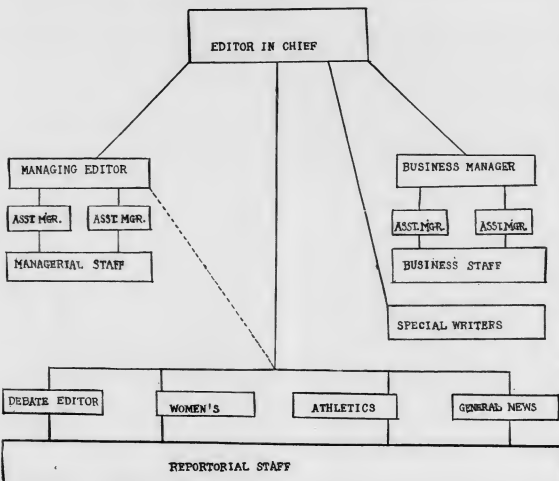 EDITOR IN CHIEF
MANAGING EDITOR
BUSINESS MANAGER
ASST. MGR.
ASST. MGR.
ASST. MGR.
ASST. MGR.
MANAGERIAL STAFF
BUSINESS STAFF
SPECIAL WRITERS
DEBATE EDITOR
WOMEN'S
ATHLETICS
GENERAL NEWS
REPORTORIAL STAFF